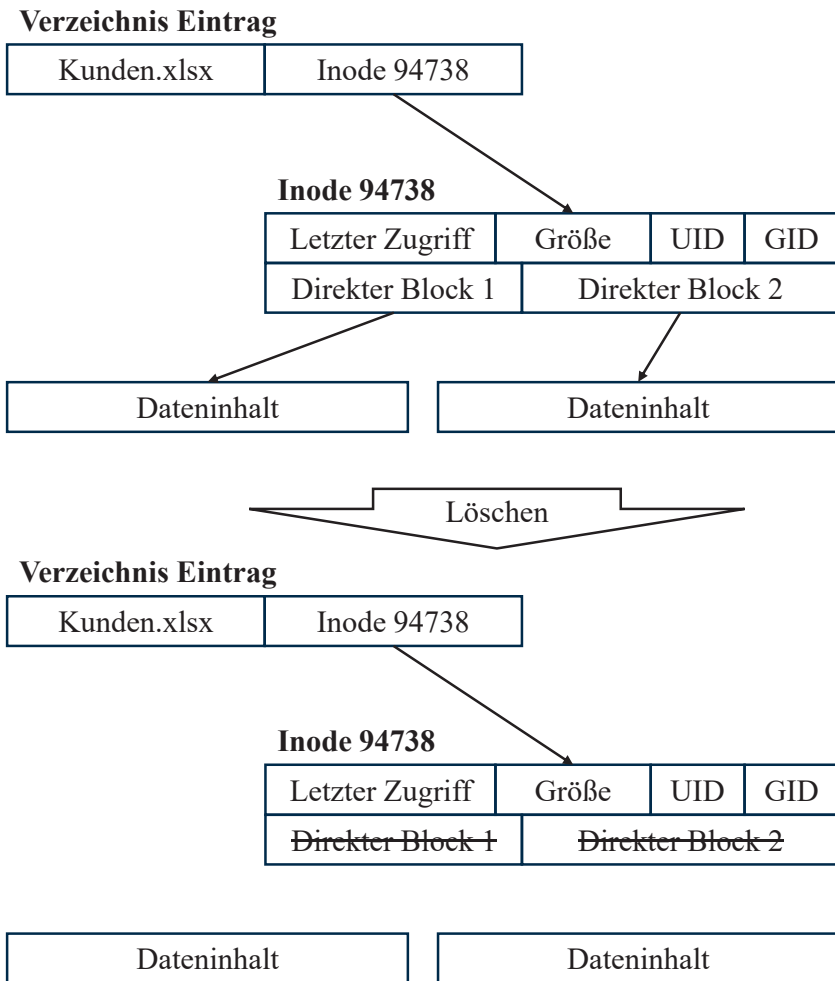 Verzeichnis Eintrag
Kunden.xlsx Inode 94738
Inode 94738
Letzter Zugriff Größe UID GID
Direkter Block 1 Direkter Block 2
Dateninhalt Dateninhalt
Löschen
Verzeichnis Eintrag
Kunden.xlsx Inode 94738
Inode 94738
Letzter Zugriff Größe UID GID
Direkter Block 1 Direkter Block 2
Dateninhalt Dateninhalt